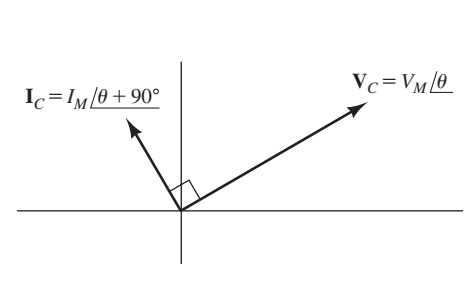 I_C = I_M /θ + 90°
V_C = V_M /θ